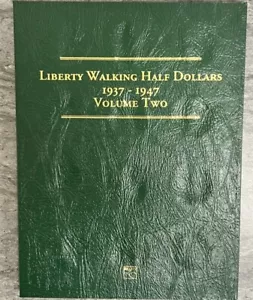 LIBERTY WALKING HALF DOLLARS
1937 - 1947
VOLUME TWO